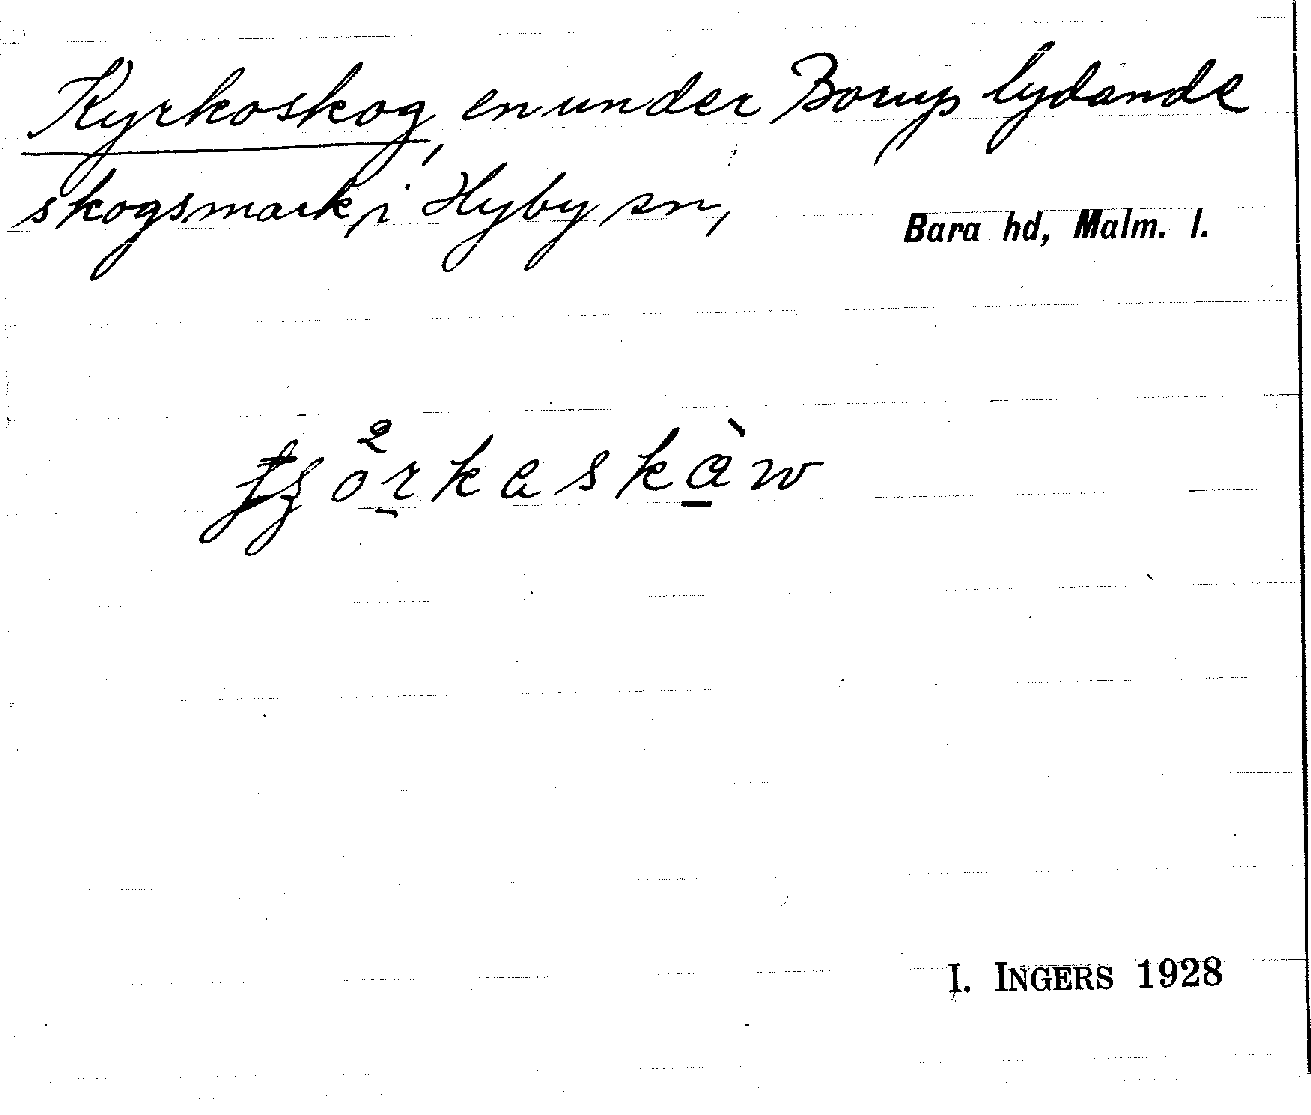 Kyrkoskog, en under Borup lydande
skogsmark i Hyby sn,
Bara hd, Malm. l.
I. INGERS 1928